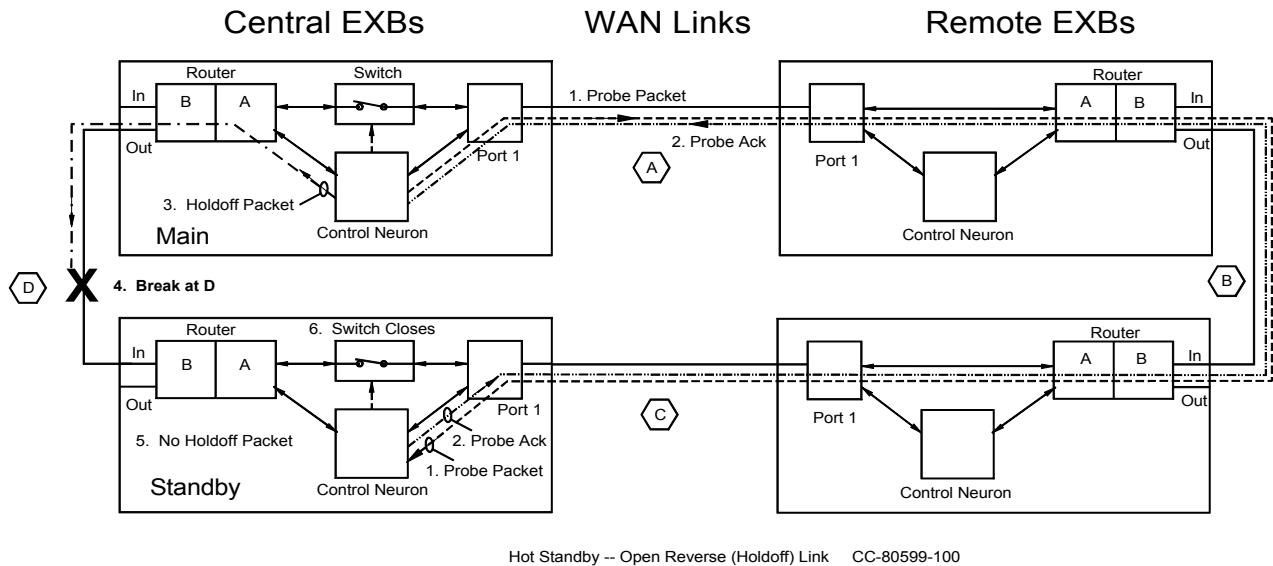 Central EXBs
WAN Links
Remote EXBs
Router
Switch
Router
In
B
A
1. Probe Packet
A
B
In
Out
Port 1
2. Probe Ack
Port 1
Out
A
3. Holdoff Packet
Main
Control Neuron
Control Neuron
D
X
4. Break at D
B
Router
6. Switch Closes
Router
In
B
A
A
B
In
Out
Port 1
C
Port 1
Out
5. No Holdoff Packet
2. Probe Ack
1. Probe Packet
Standby
Control Neuron
Control Neuron
Hot Standby -- Open Reverse (Holdoff) Link CC-80599-100